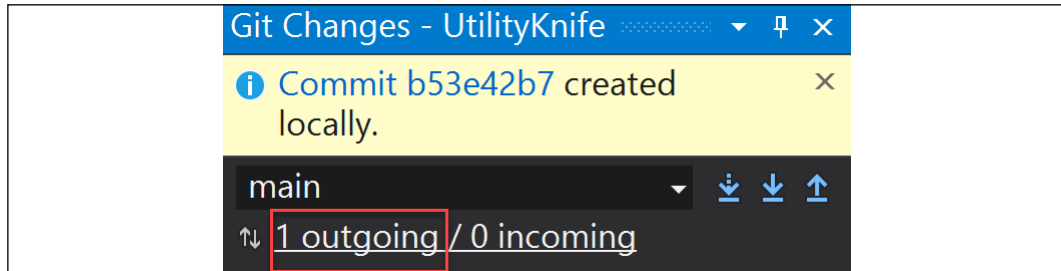 Git Changes - UtilityKnife
Commit b53e42b7 created
locally.
main
1 outgoing / 0 incoming